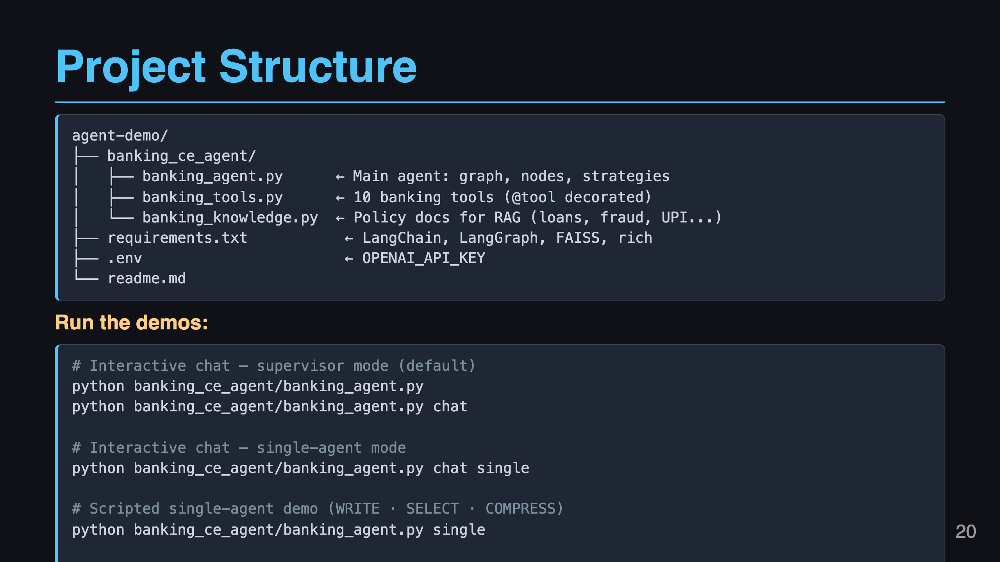 Project Structure
agent-demo/
├── banking_ce_agent/
│   ├── banking_agent.py      ← Main agent: graph, nodes, strategies
│   ├── banking_tools.py      ← 10 banking tools (@tool decorated)
│   └── banking_knowledge.py  ← Policy docs for RAG (loans, fraud, UPI...)
├── requirements.txt           ← LangChain, LangGraph, FAISS, rich
├── .env                       ← OPENAI_API_KEY
└── readme.md
Run the demos:
# Interactive chat — supervisor mode (default)
python banking_ce_agent/banking_agent.py
python banking_ce_agent/banking_agent.py chat
# Interactive chat — single-agent mode
python banking_ce_agent/banking_agent.py chat single
# Scripted single-agent demo (WRITE · SELECT · COMPRESS)
python banking_ce_agent/banking_agent.py single
20